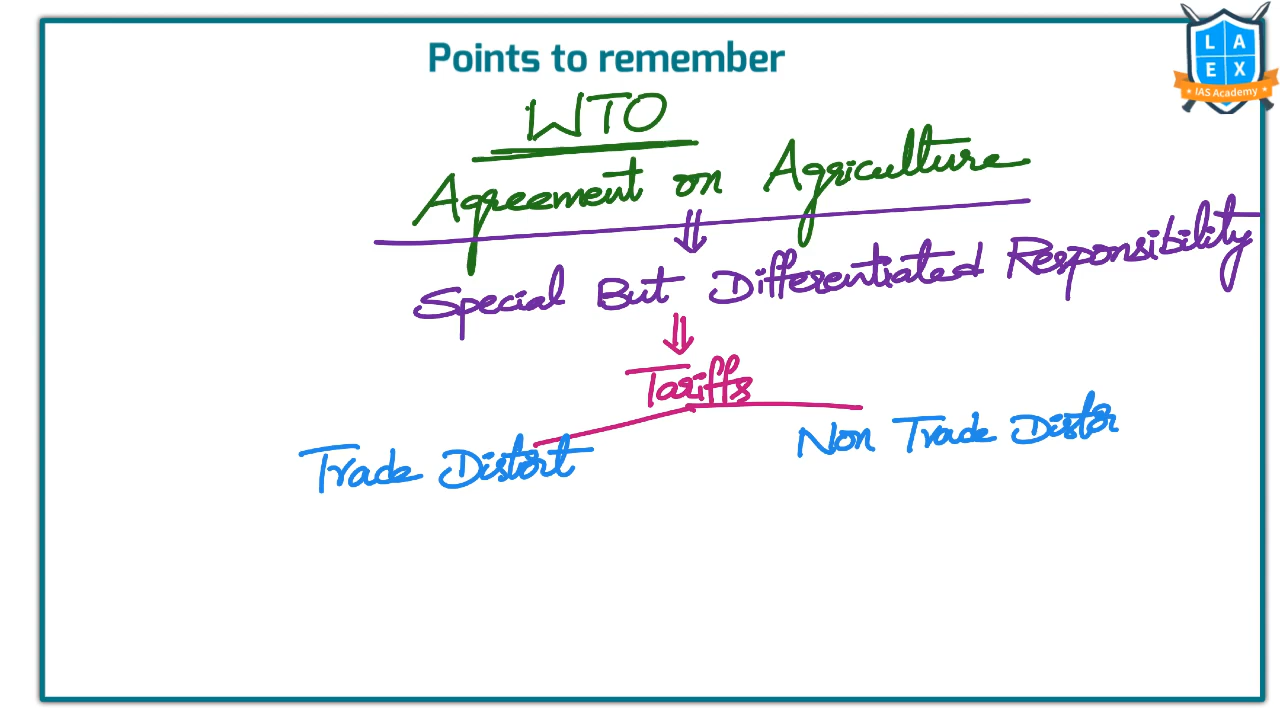 Points to remember
L A
E X
IAS Academy
WTO
Agreement on Agriculture
Special But Differentiated Responsibility
Tariffs
Trade Distort
Non Trade Distor